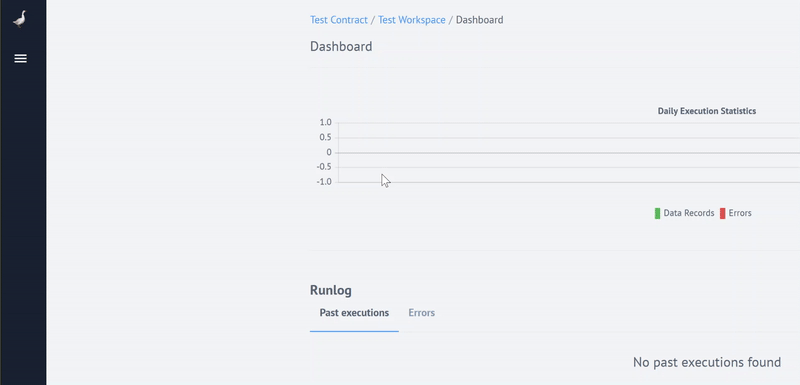 Test Contract / Test Workspace / Dashboard
Dashboard
Daily Execution Statistics
1.0
0.5
0
-0.5
-1.0
Data Records Errors
Runlog
Past executions Errors
No past executions found